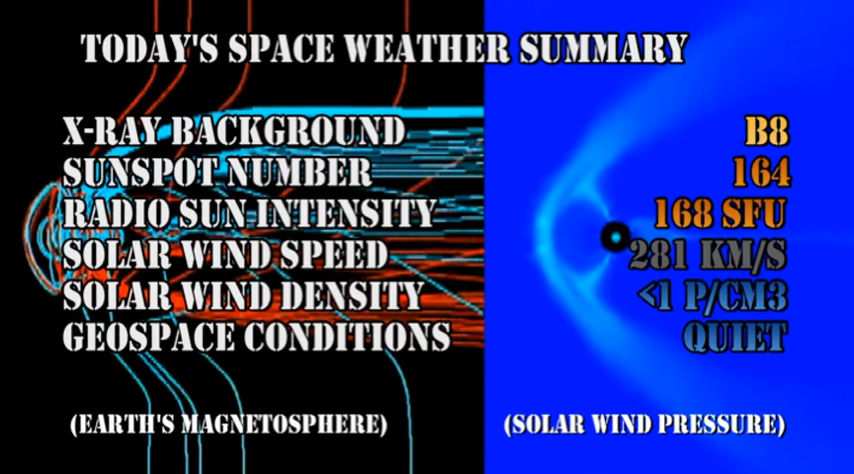 TODAY'S SPACE WEATHER SUMMARY
X-RAY BACKGROUND B8
SUNSPOT NUMBER 164
RADIO SUN INTENSITY 168 SFU
SOLAR WIND SPEED 281 KM/S
SOLAR WIND DENSITY <1 P/CM3
GEOSPACE CONDITIONS QUIET
(EARTH'S MAGNETOSPHERE) (SOLAR WIND PRESSURE)